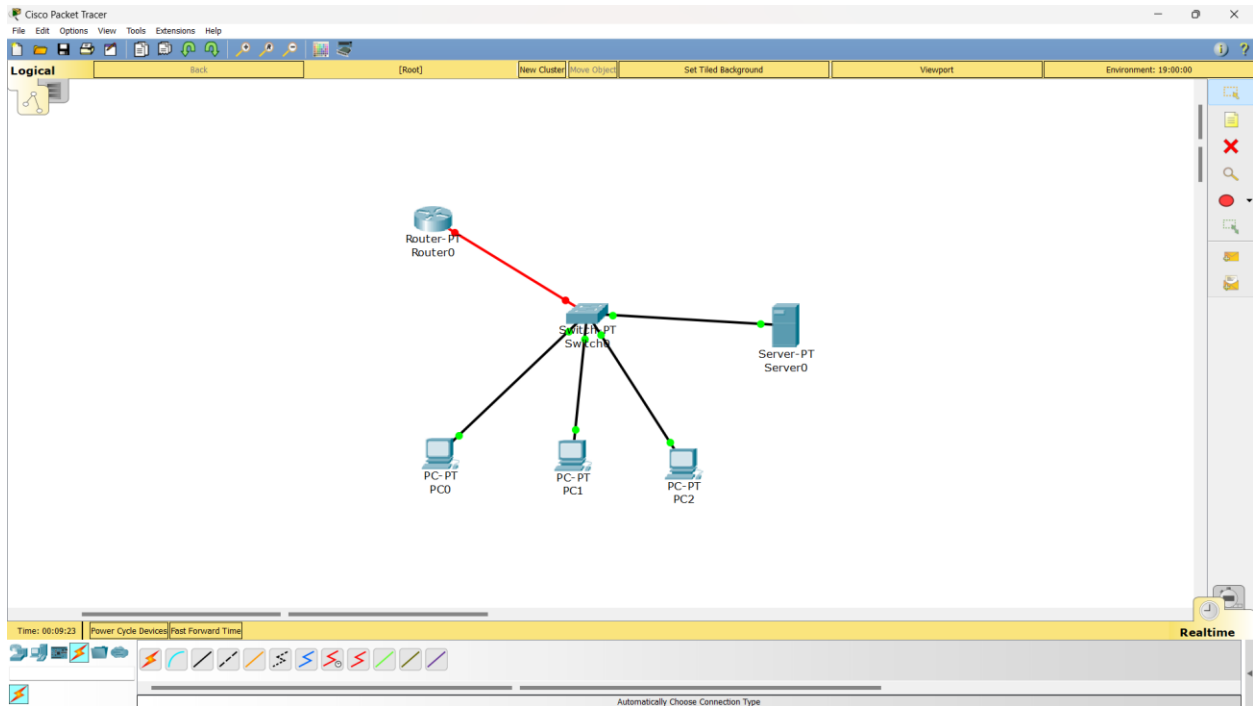 Cisco Packet Tracer
File Edit Options View Tools Extensions Help
Logical Back [Root] New Cluster Move Object Set Tiled Background Viewport Environment: 19:00:00
Router-PT
Router0
Switch-PT
Switch0
Server-PT
Server0
PC-PT
PC0
PC-PT
PC1
PC-PT
PC2
Time: 00:09:23 Power Cycle Devices Fast Forward Time Realtime
Automatically Choose Connection Type